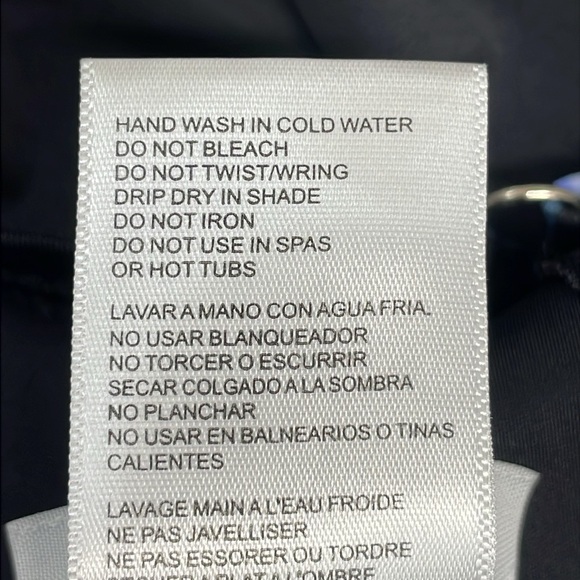 HAND WASH IN COLD WATER
DO NOT BLEACH
DO NOT TWIST/WRING
DRIP DRY IN SHADE
DO NOT IRON
DO NOT USE IN SPAS
OR HOT TUBS
LAVAR A MANO CON AGUA FRIA.
NO USAR BLANQUEADOR
NO TORCER O ESCURRIR
SECAR COLGADO A LA SOMBRA
NO PLANCHAR
NO USAR EN BALNEARIOS O TINAS
CALIENTES
LAVAGE MAIN A L'EAU FROIDE
NE PAS JAVELLISER
NE PAS ESSORER OU TORDRE
A PLAT A L'OMBRE